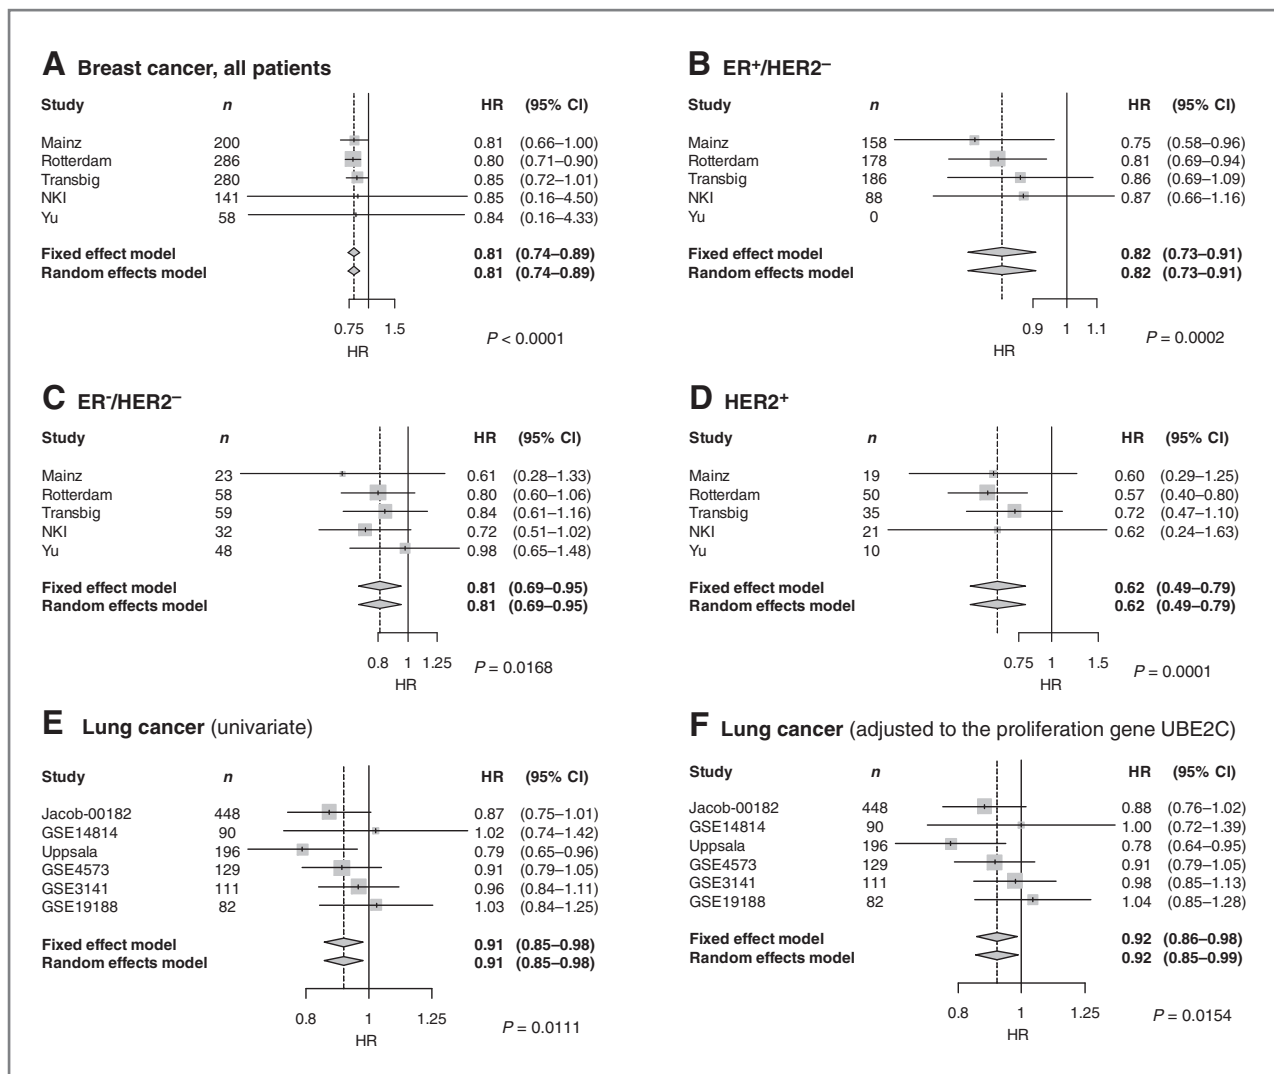 A Breast cancer, all patients
Study n HR (95% CI)
Mainz 200 0.81 (0.66–1.00)
Rotterdam 286 0.80 (0.71–0.90)
Transbig 280 0.85 (0.72–1.01)
NKI 141 0.85 (0.16–4.50)
Yu 58 0.84 (0.16–4.33)
Fixed effect model 0.81 (0.74–0.89)
Random effects model 0.81 (0.74–0.89)
0.75 1.5
HR
P < 0.0001
B ER+/HER2–
Study n HR (95% CI)
Mainz 158 0.75 (0.58–0.96)
Rotterdam 178 0.81 (0.69–0.94)
Transbig 186 0.86 (0.69–1.09)
NKI 88 0.87 (0.66–1.16)
Yu 0
Fixed effect model 0.82 (0.73–0.91)
Random effects model 0.82 (0.73–0.91)
0.9 1 1.1
HR
P = 0.0002
C ER-/HER2–
Study n HR (95% CI)
Mainz 23 0.61 (0.28–1.33)
Rotterdam 58 0.80 (0.60–1.06)
Transbig 59 0.84 (0.61–1.16)
NKI 32 0.72 (0.51–1.02)
Yu 48 0.98 (0.65–1.48)
Fixed effect model 0.81 (0.69–0.95)
Random effects model 0.81 (0.69–0.95)
0.8 1 1.25
HR
P = 0.0168
D HER2+
Study n HR (95% CI)
Mainz 19 0.60 (0.29–1.25)
Rotterdam 50 0.57 (0.40–0.80)
Transbig 35 0.72 (0.47–1.10)
NKI 21 0.62 (0.24–1.63)
Yu 10
Fixed effect model 0.62 (0.49–0.79)
Random effects model 0.62 (0.49–0.79)
0.75 1 1.5
HR
P = 0.0001
E Lung cancer (univariate)
Study n HR (95% CI)
Jacob-00182 448 0.87 (0.75–1.01)
GSE14814 90 1.02 (0.74–1.42)
Uppsala 196 0.79 (0.65–0.96)
GSE4573 129 0.91 (0.79–1.05)
GSE3141 111 0.96 (0.84–1.11)
GSE19188 82 1.03 (0.84–1.25)
Fixed effect model 0.91 (0.85–0.98)
Random effects model 0.91 (0.85–0.98)
0.8 1 1.25
HR
P = 0.0111
F Lung cancer (adjusted to the proliferation gene UBE2C)
Study n HR (95% CI)
Jacob-00182 448 0.88 (0.76–1.02)
GSE14814 90 1.00 (0.72–1.39)
Uppsala 196 0.78 (0.64–0.95)
GSE4573 129 0.91 (0.79–1.05)
GSE3141 111 0.98 (0.85–1.13)
GSE19188 82 1.04 (0.85–1.28)
Fixed effect model 0.92 (0.86–0.98)
Random effects model 0.92 (0.85–0.99)
0.8 1 1.25
HR
P = 0.0154